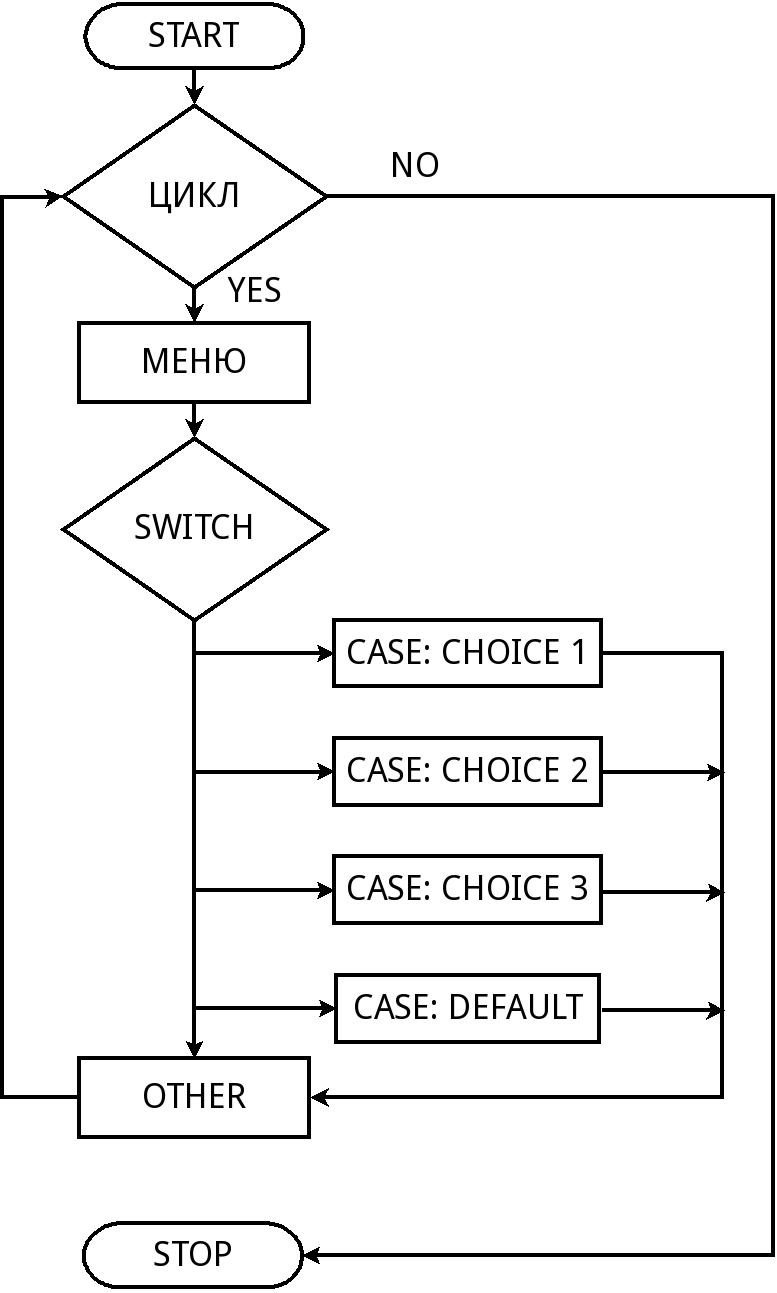 START
ЦИКЛ
NO
YES
МЕНЮ
SWITCH
CASE: CHOICE 1
CASE: CHOICE 2
CASE: CHOICE 3
CASE: DEFAULT
OTHER
STOP